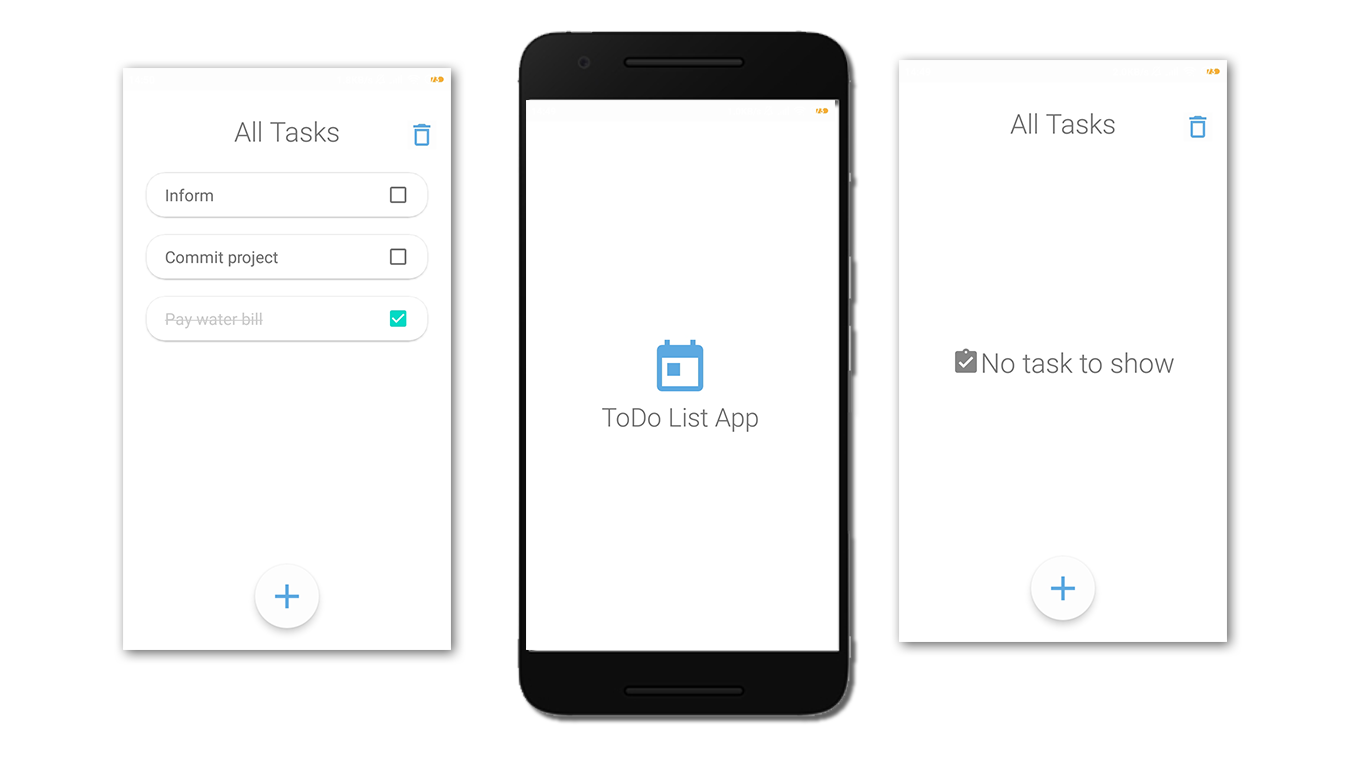 All Tasks
Inform
Commit project
Pay water bill
ToDo List App
All Tasks
No task to show